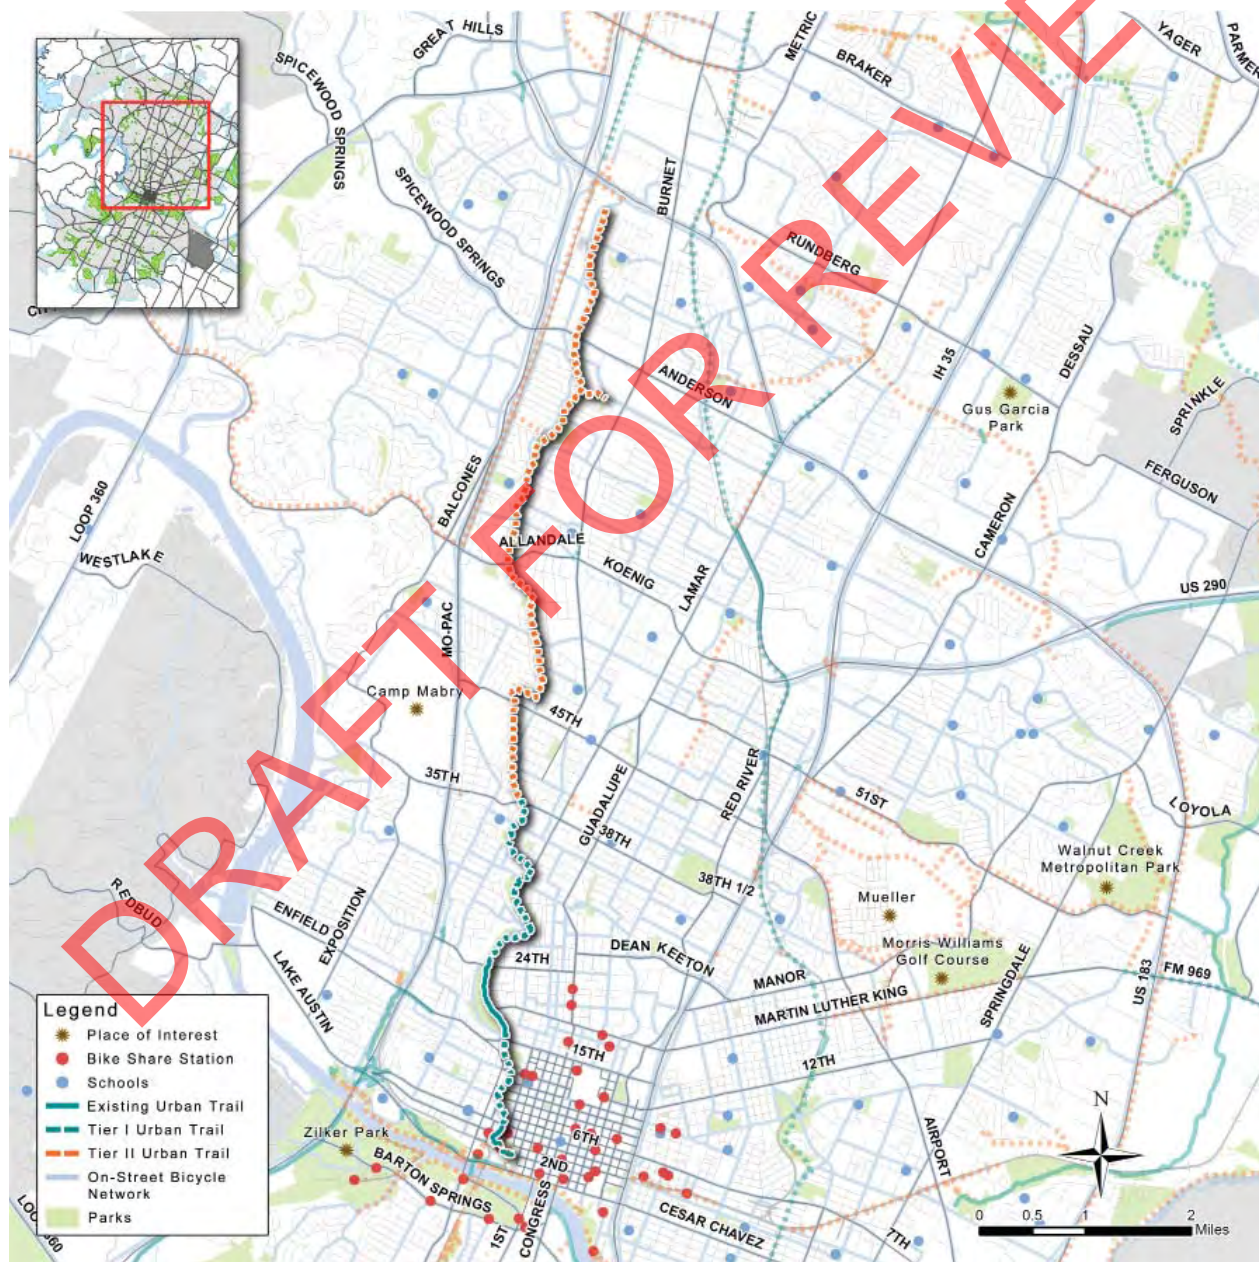 GREAT HILLS
METRIC
YAGER
PARMER
BRAKER
SPICEWOOD SPRINGS
BURNET
SPICEWOOD SPRINGS
RUNDBERG
DESSAU
IH 35
ANDERSON
Gus Garcia
Park
SPRINKLE
FERGUSON
BALCONES
LOOP 360
ALLANDALE
CAMERON
WESTLAKE
KOENIG
LAMAR
US 290
MO-PAC
Camp Mabry
45TH
35TH
RED RIVER
51ST
LOYOLA
GUADALUPE
38TH
Walnut Creek
Metropolitan Park
38TH 1/2
REDBUD
ENFIELD
EXPOSITION
Mueller
DEAN KEETON
Morris Williams
Golf Course
24TH
MANOR
FM 969
LAKE AUSTIN
MARTIN LUTHER KING
SPRINGDALE
US 183
15TH
12TH
Legend
Place of Interest
Bike Share Station
Schools
Existing Urban Trail
Tier I Urban Trail
Tier II Urban Trail
On-Street Bicycle
Network
Parks
Zilker Park
6TH
2ND
BARTON SPRINGS
AIRPORT
N
1ST
CONGRESS
CESAR CHAVEZ
7TH
0 0.5 1 2
Miles
DRAFT FOR REVIE